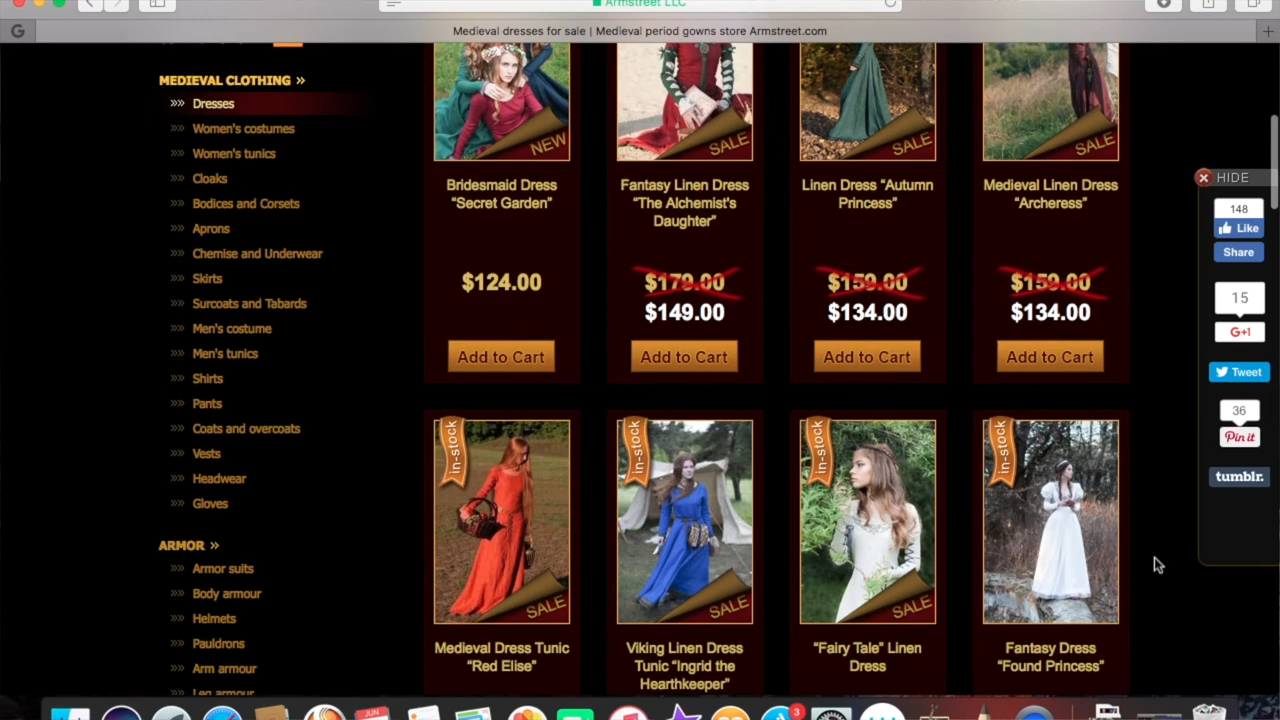 Armstreet LLC
Medieval dresses for sale | Medieval period gowns store Armstreet.com
MEDIEVAL CLOTHING »
Dresses
Women's costumes
Women's tunics
Cloaks
Bodices and Corsets
Aprons
Chemise and Underwear
Skirts
Surcoats and Tabards
Men's costume
Men's tunics
Shirts
Pants
Coats and overcoats
Vests
Headwear
Gloves
ARMOR »
Armor suits
Body armour
Helmets
Pauldrons
Arm armour
Leg armour
NEW
SALE
SALE
SALE
Bridesmaid Dress
“Secret Garden”
$124.00
Add to Cart
Fantasy Linen Dress
“The Alchemist's
Daughter”
$179.00
$149.00
Add to Cart
Linen Dress “Autumn
Princess”
$159.00
$134.00
Add to Cart
Medieval Linen Dress
“Archeress”
$159.00
$134.00
Add to Cart
in-stock
SALE
Medieval Dress Tunic
“Red Elise”
in-stock
SALE
Viking Linen Dress
Tunic “Ingrid the
Hearthkeeper”
in-stock
SALE
“Fairy Tale” Linen
Dress
in-stock
Fantasy Dress
“Found Princess”
HIDE
148
Like
Share
15
G+1
Tweet
36
Pin it
tumblr.
JUN
3